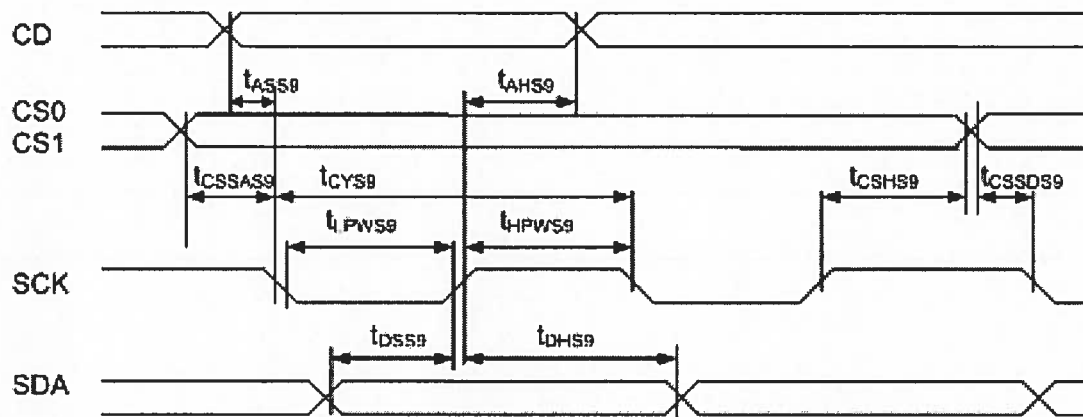 CD
tASS9 tAHS9
CS0
CS1
tCSSAS9 tCYS9 tCSHS9 tCSSDS9
tLPWS9 tHPWS9
SCK
tDSS9 tDHS9
SDA